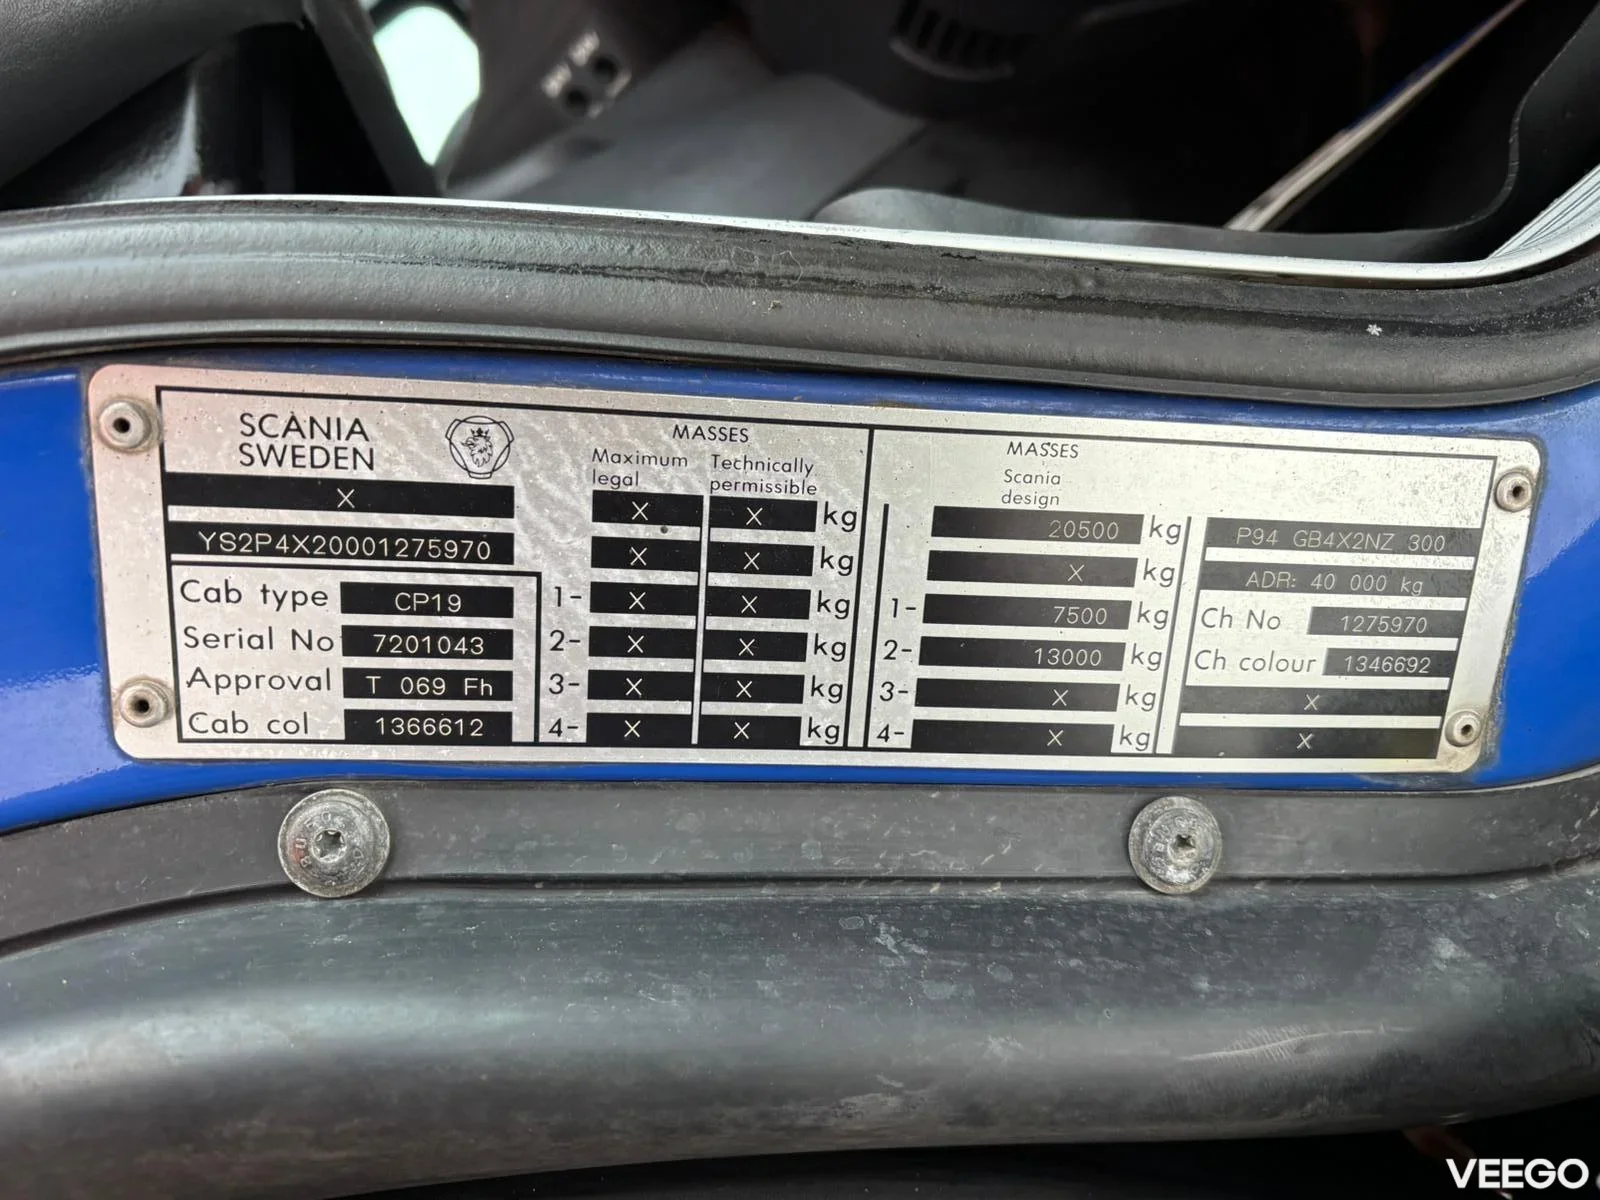 SCANIA
SWEDEN
X
YS2P4X20001275970
Cab type CP19
Serial No 7201043
Approval T 069 Fh
Cab col 1366612
MASSES
Maximum legal Technically permissible
X X kg
X X kg
1- X X kg
2- X X kg
3- X X kg
4- X X kg
MASSES
Scania
design
20500 kg
X kg
1- 7500 kg
2- 13000 kg
3- X kg
4- X kg
P94 GB4X2NZ 300
ADR: 40 000 kg
Ch No 1275970
Ch colour 1346692
X
X
VEEGO